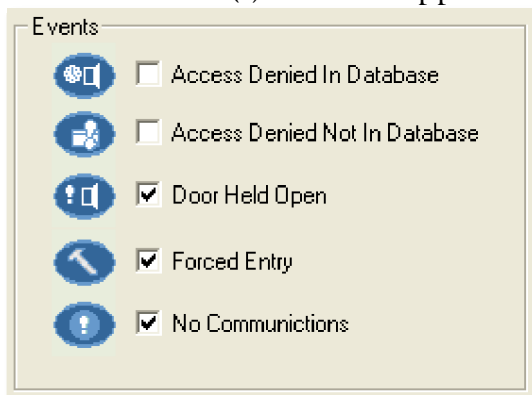 Events
Access Denied In Database
Access Denied Not In Database
Door Held Open
Forced Entry
No Communictions